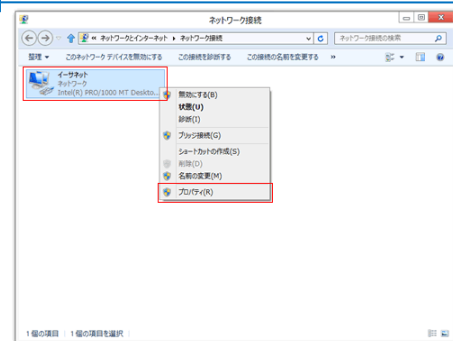 ネットワーク接続
« ネットワークとインターネット ▸ ネットワーク接続
ネットワーク接続の検索
整理 このネットワーク デバイスを無効にする この接続を診断する この接続の名前を変更する »
イーサネット
ネットワーク
Intel(R) PRO/1000 MT Deskto...
無効にする(B)
状態(U)
診断(I)
ブリッジ接続(G)
ショートカットの作成(S)
削除(D)
名前の変更(M)
プロパティ(R)
1 個の項目 1 個の項目を選択